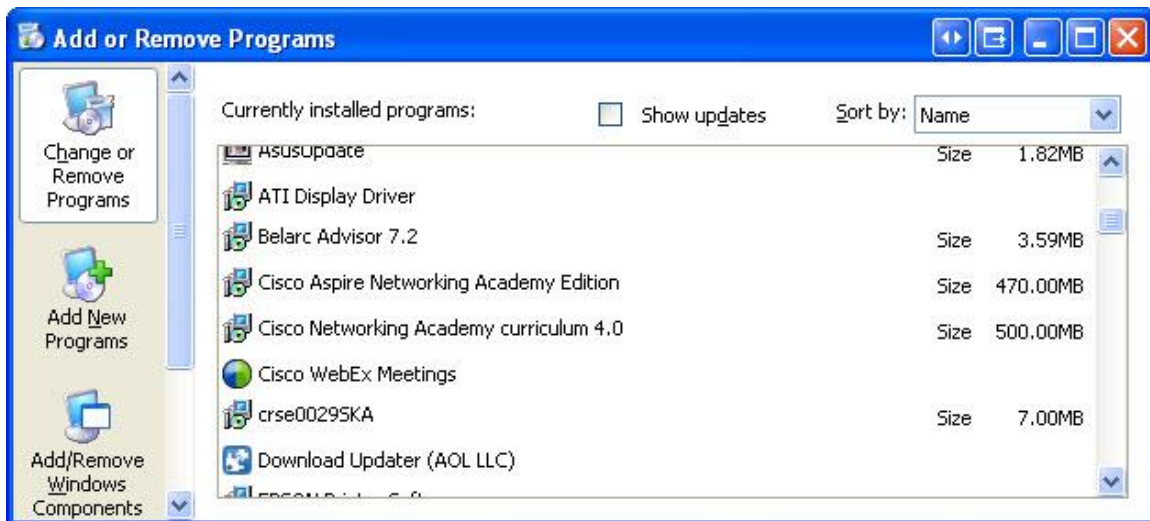 Add or Remove Programs
Change or
Remove
Programs
Add New
Programs
Add/Remove
Windows
Components
Currently installed programs:
Show updates
Sort by: Name
AsusUpdate Size 1.82MB
ATI Display Driver
Belarc Advisor 7.2 Size 3.59MB
Cisco Aspire Networking Academy Edition Size 470.00MB
Cisco Networking Academy curriculum 4.0 Size 500.00MB
Cisco WebEx Meetings
crse00295KA Size 7.00MB
Download Updater (AOL LLC)